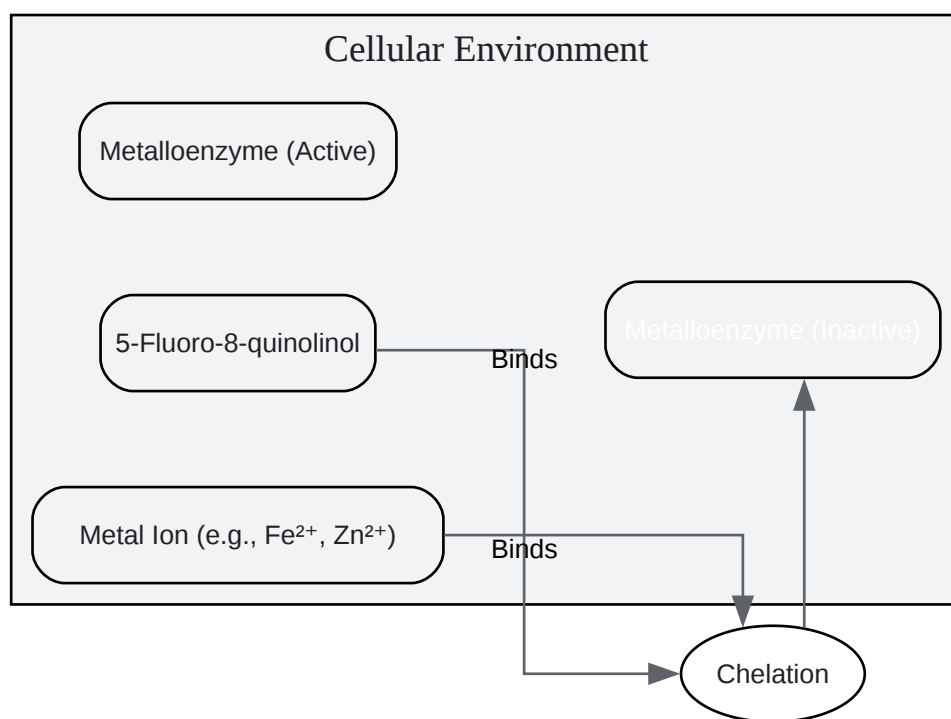 Cellular Environment
Metalloenzyme (Active)
Metalloenzyme (Inactive)
5-Fluoro-8-quinolinol
Binds
Metal Ion (e.g., Fe²⁺, Zn²⁺)
Binds
Chelation